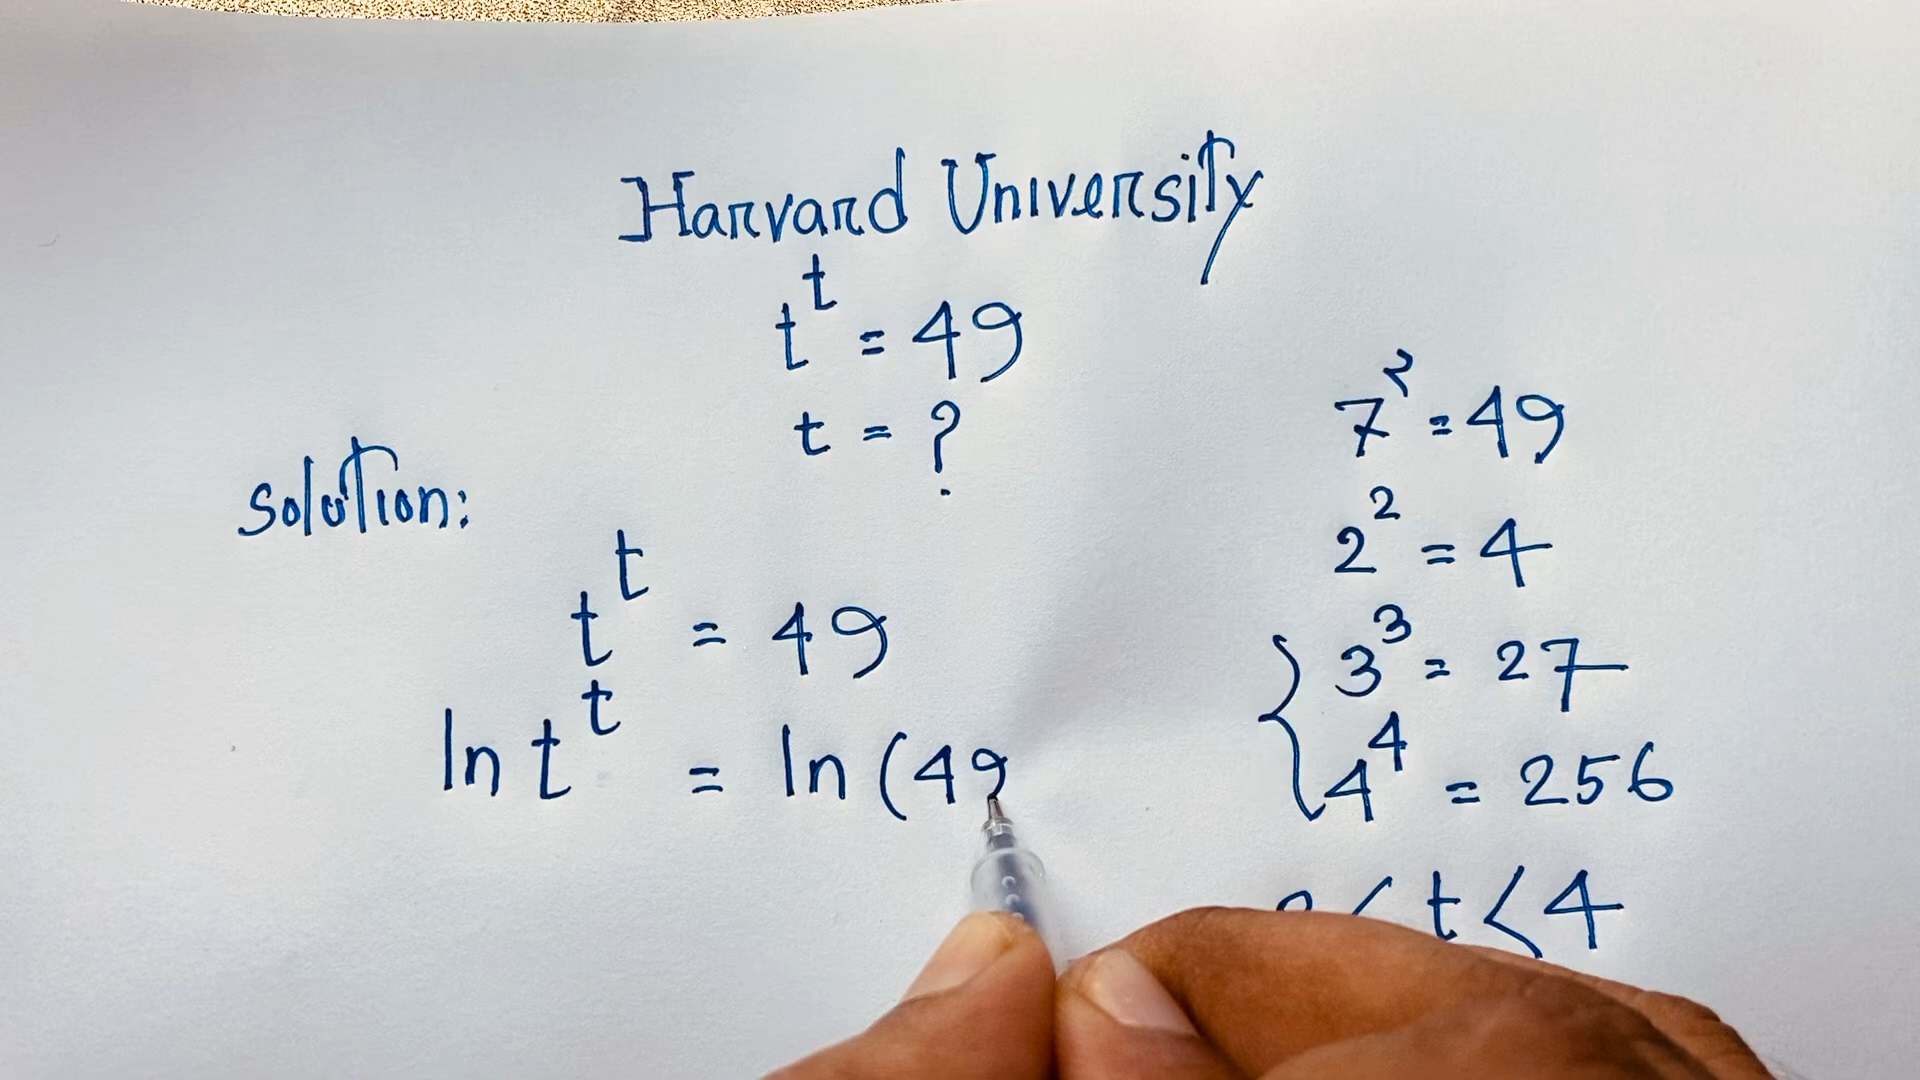 Harvard University
t^t = 49
t = ?
Solution:
t^t = 49
ln t^t = ln (49
7^2 = 49
2^2 = 4
3^3 = 27
4^4 = 256
< t < 4